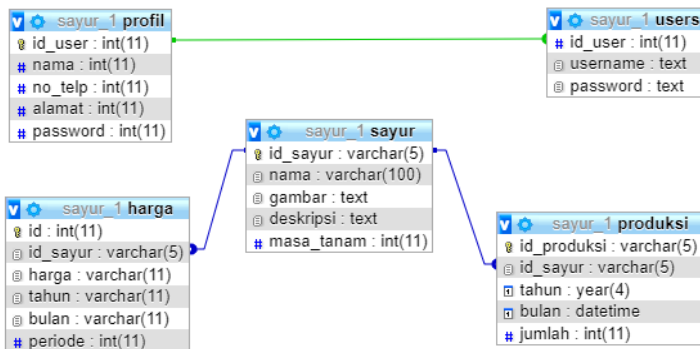 sayur_1 profil
id_user : int(11)
nama : int(11)
no_telp : int(11)
alamat : int(11)
password : int(11)
sayur_1 users
id_user : int(11)
username : text
password : text
sayur_1 sayur
id_sayur : varchar(5)
nama : varchar(100)
gambar : text
deskripsi : text
masa_tanam : int(11)
sayur_1 harga
id : int(11)
id_sayur : varchar(5)
harga : varchar(11)
tahun : varchar(11)
bulan : varchar(11)
periode : int(11)
sayur_1 produksi
id_produksi : varchar(5)
id_sayur : varchar(5)
tahun : year(4)
bulan : datetime
jumlah : int(11)